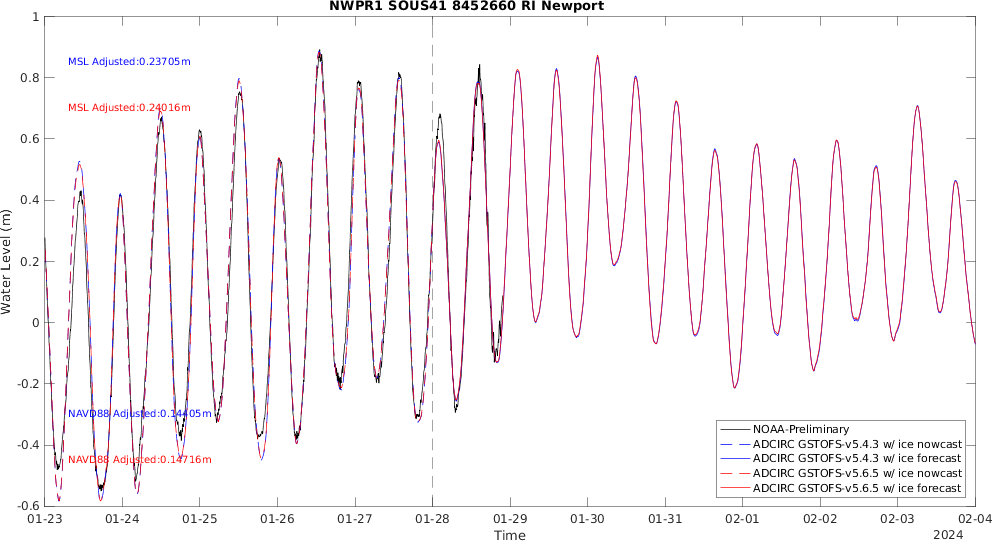 NWPR1 SOUS41 8452660 RI Newport
1
0.8
0.6
0.4
0.2
0
-0.2
-0.4
-0.6
Water Level (m)
MSL Adjusted:0.23705m
MSL Adjusted:0.24016m
NAVD88 Adjusted:0.14405m
NAVD88 Adjusted:0.14716m
NOAA-Preliminary
ADCIRC GSTOFS-v5.4.3 w/ ice nowcast
ADCIRC GSTOFS-v5.4.3 w/ ice forecast
ADCIRC GSTOFS-v5.6.5 w/ ice nowcast
ADCIRC GSTOFS-v5.6.5 w/ ice forecast
01-23 01-24 01-25 01-26 01-27 01-28 01-29 01-30 01-31 02-01 02-02 02-03 02-04
Time
2024